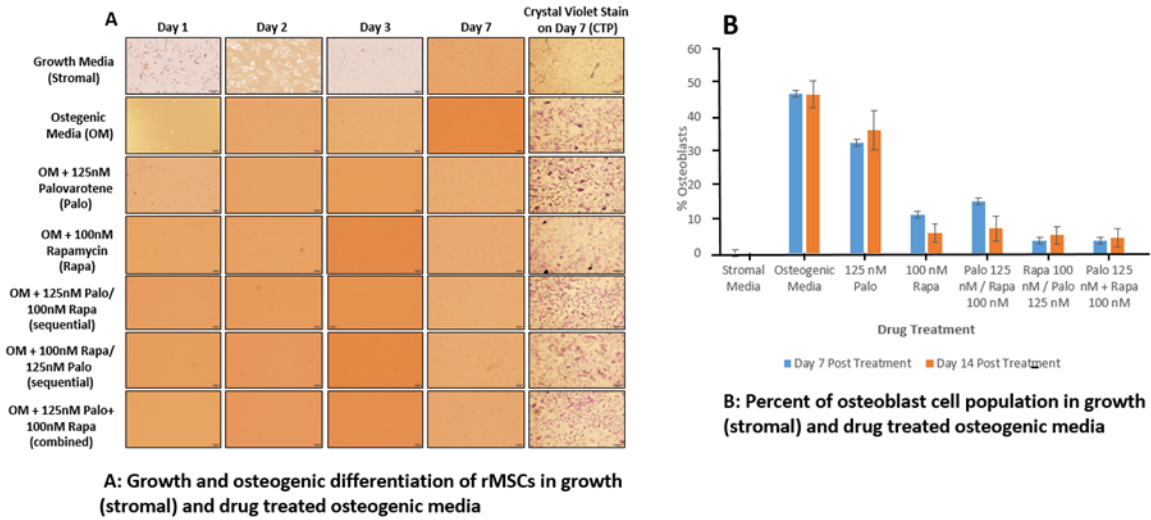 A
Day 1
Day 2
Day 3
Day 7
Crystal Violet Stain
on Day 7 (CTP)
Growth Media
(Stromal)
Ostegenic
Media (OM)
OM + 125nM
Palovarotene
(Palo)
OM + 100nM
Rapamycin
(Rapa)
OM + 125nM Palo/
100nM Rapa
(sequential)
OM + 100nM Rapa/
125nM Palo
(sequential)
OM + 125nM Palo+
100nM Rapa
(combined)
A: Growth and osteogenic differentiation of rMSCs in growth
(stromal) and drug treated osteogenic media
B
60
50
40
30
20
10
0
% Osteoblasts
Stromal
Media
Osteogenic
Media
125 nM
Palo
100 nM
Rapa
Palo 125
nM / Rapa
100 nM
Rapa 100
nM / Palo
125 nM
Palo 125
nM + Rapa
100 nM
Drug Treatment
Day 7 Post Treatment
Day 14 Post Treatment
B: Percent of osteoblast cell population in growth
(stromal) and drug treated osteogenic media